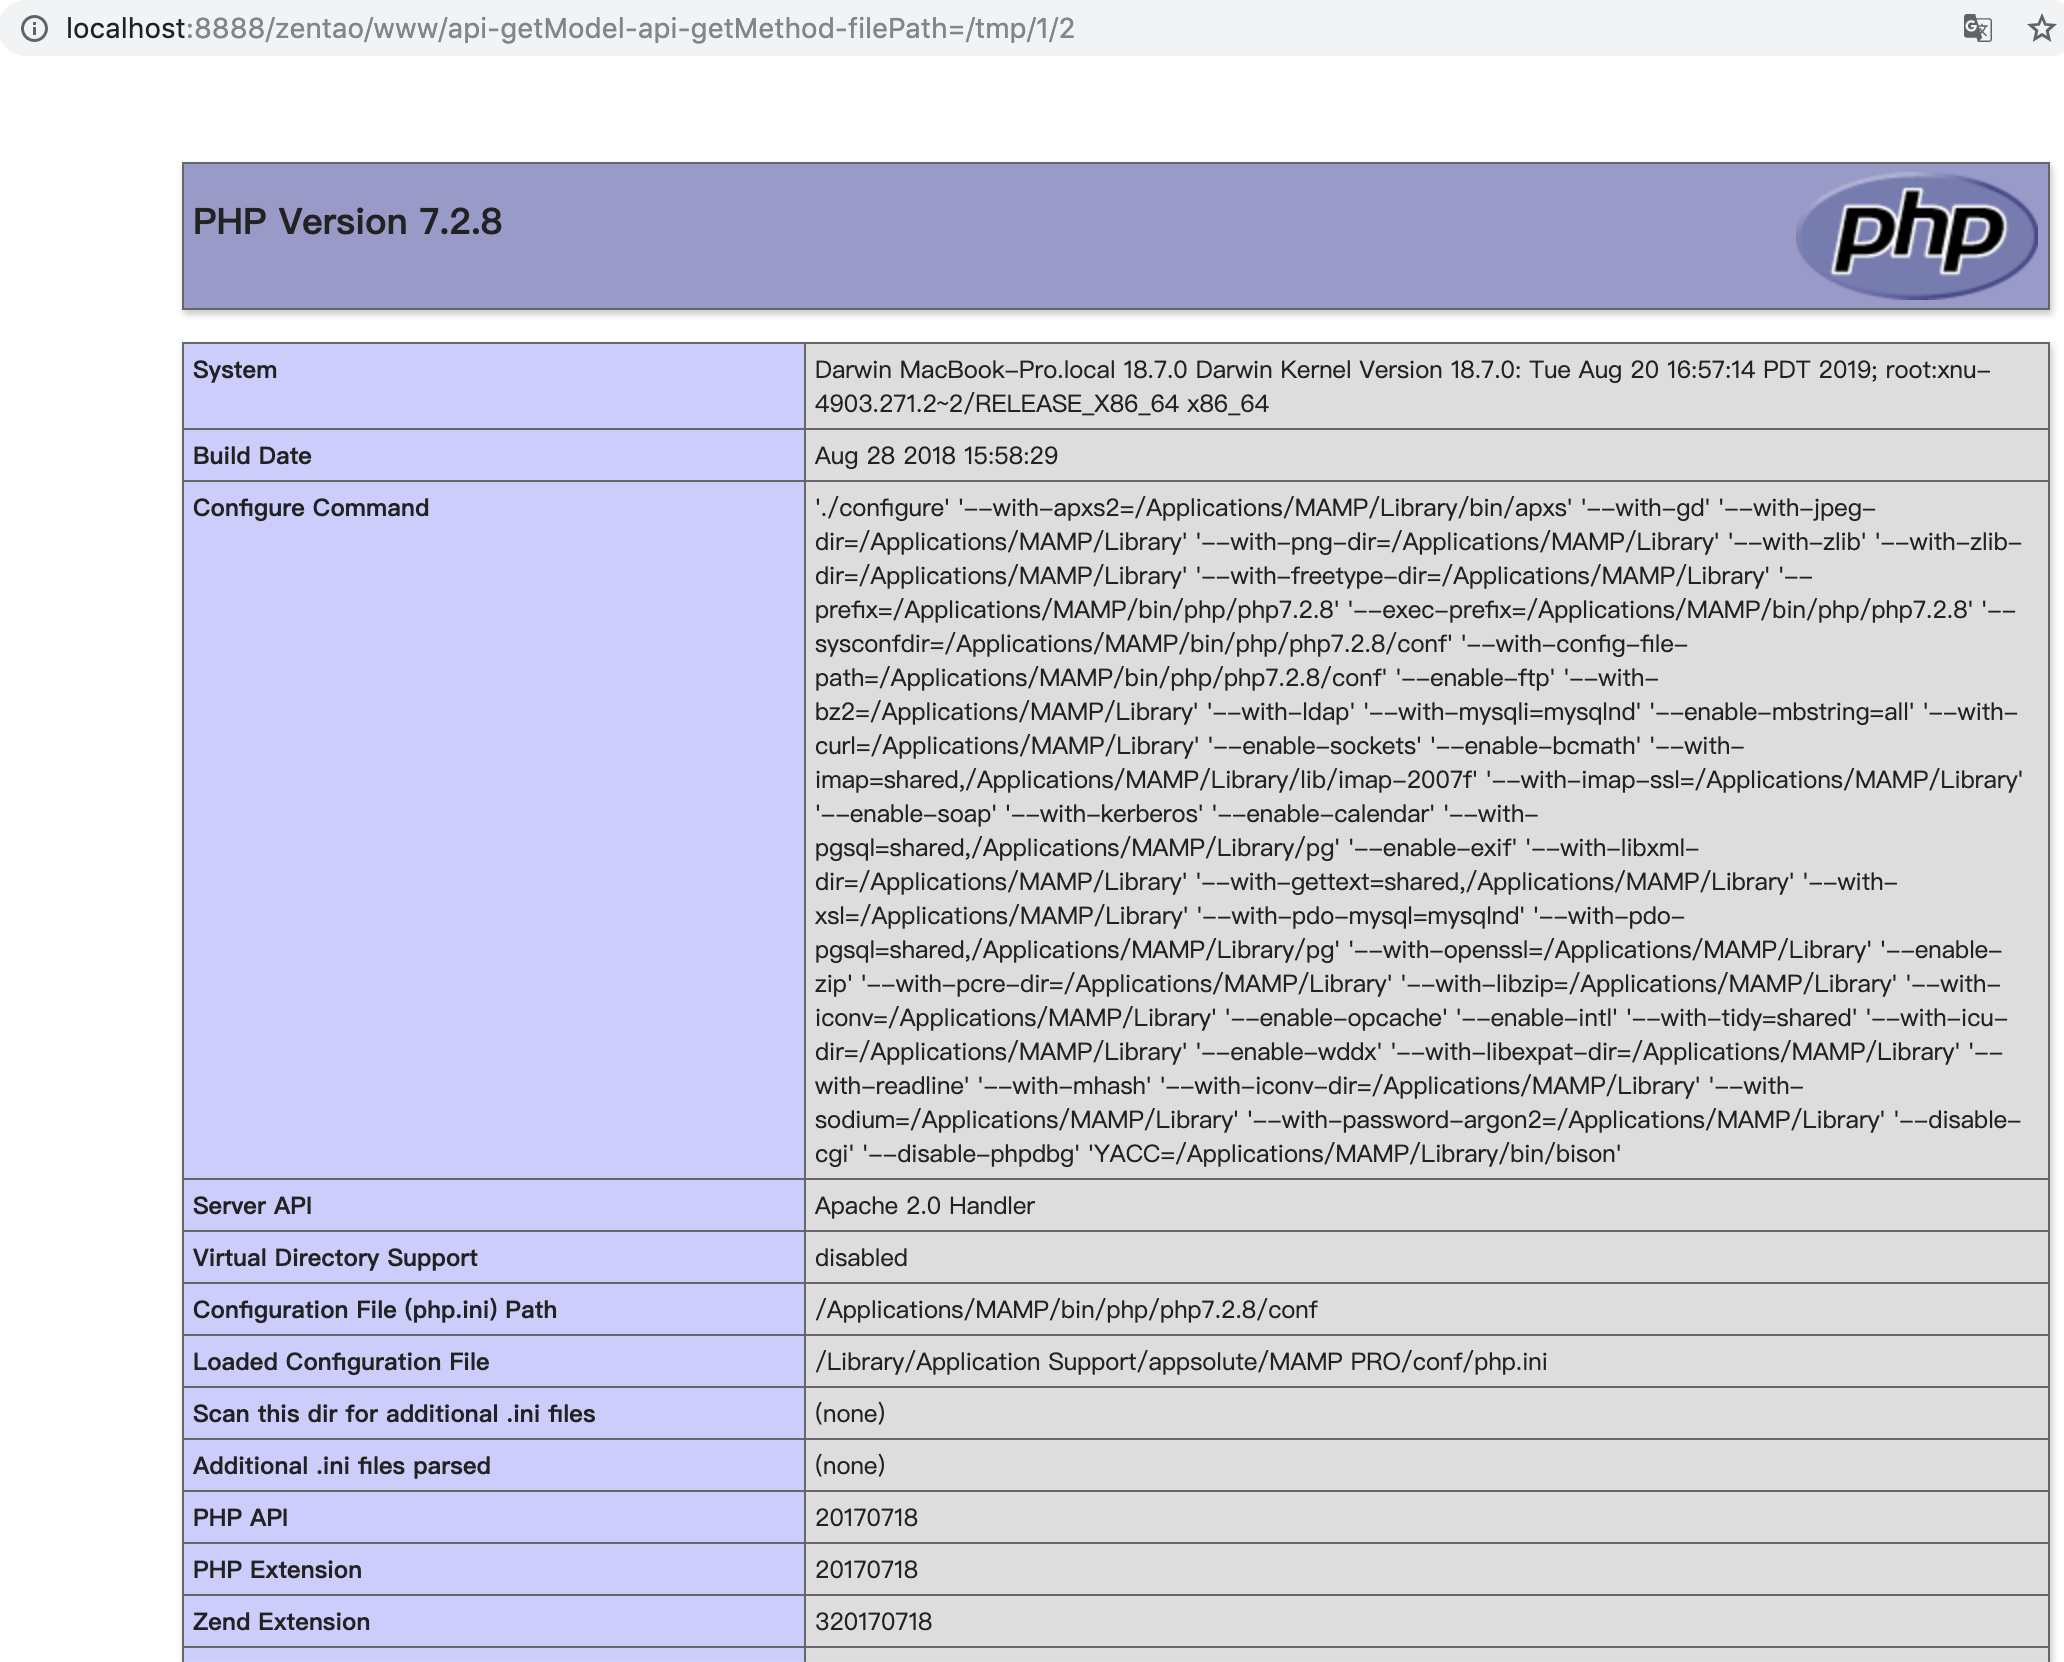 localhost:8888/zentao/www/api-getModel-api-getMethod-filePath=/tmp/1/2
PHP Version 7.2.8
php
System
Darwin MacBook-Pro.local 18.7.0 Darwin Kernel Version 18.7.0: Tue Aug 20 16:57:14 PDT 2019; root:xnu-
4903.271.2~2/RELEASE_X86_64 x86_64
Build Date
Aug 28 2018 15:58:29
Configure Command
'./configure' '--with-apxs2=/Applications/MAMP/Library/bin/apxs' '--with-gd' '--with-jpeg-
dir=/Applications/MAMP/Library' '--with-png-dir=/Applications/MAMP/Library' '--with-zlib' '--with-zlib-
dir=/Applications/MAMP/Library' '--with-freetype-dir=/Applications/MAMP/Library' '--
prefix=/Applications/MAMP/bin/php/php7.2.8' '--exec-prefix=/Applications/MAMP/bin/php/php7.2.8' '--
sysconfdir=/Applications/MAMP/bin/php/php7.2.8/conf' '--with-config-file-
path=/Applications/MAMP/bin/php/php7.2.8/conf' '--enable-ftp' '--with-
bz2=/Applications/MAMP/Library' '--with-ldap' '--with-mysqli=mysqlnd' '--enable-mbstring=all' '--with-
curl=/Applications/MAMP/Library' '--enable-sockets' '--enable-bcmath' '--with-
imap=shared,/Applications/MAMP/Library/lib/imap-2007f' '--with-imap-ssl=/Applications/MAMP/Library'
'--enable-soap' '--with-kerberos' '--enable-calendar' '--with-
pgsql=shared,/Applications/MAMP/Library/pg' '--enable-exif' '--with-libxml-
dir=/Applications/MAMP/Library' '--with-gettext=shared,/Applications/MAMP/Library' '--with-
xsl=/Applications/MAMP/Library' '--with-pdo-mysql=mysqlnd' '--with-pdo-
pgsql=shared,/Applications/MAMP/Library/pg' '--with-openssl=/Applications/MAMP/Library' '--enable-
zip' '--with-pcre-dir=/Applications/MAMP/Library' '--with-libzip=/Applications/MAMP/Library' '--with-
iconv=/Applications/MAMP/Library' '--enable-opcache' '--enable-intl' '--with-tidy=shared' '--with-icu-
dir=/Applications/MAMP/Library' '--enable-wddx' '--with-libexpat-dir=/Applications/MAMP/Library' '--
with-readline' '--with-mhash' '--with-iconv-dir=/Applications/MAMP/Library' '--with-
sodium=/Applications/MAMP/Library' '--with-password-argon2=/Applications/MAMP/Library' '--disable-
cgi' '--disable-phpdbg' 'YACC=/Applications/MAMP/Library/bin/bison'
Server API
Apache 2.0 Handler
Virtual Directory Support
disabled
Configuration File (php.ini) Path
/Applications/MAMP/bin/php/php7.2.8/conf
Loaded Configuration File
/Library/Application Support/appsolute/MAMP PRO/conf/php.ini
Scan this dir for additional .ini files
(none)
Additional .ini files parsed
(none)
PHP API
20170718
PHP Extension
20170718
Zend Extension
320170718